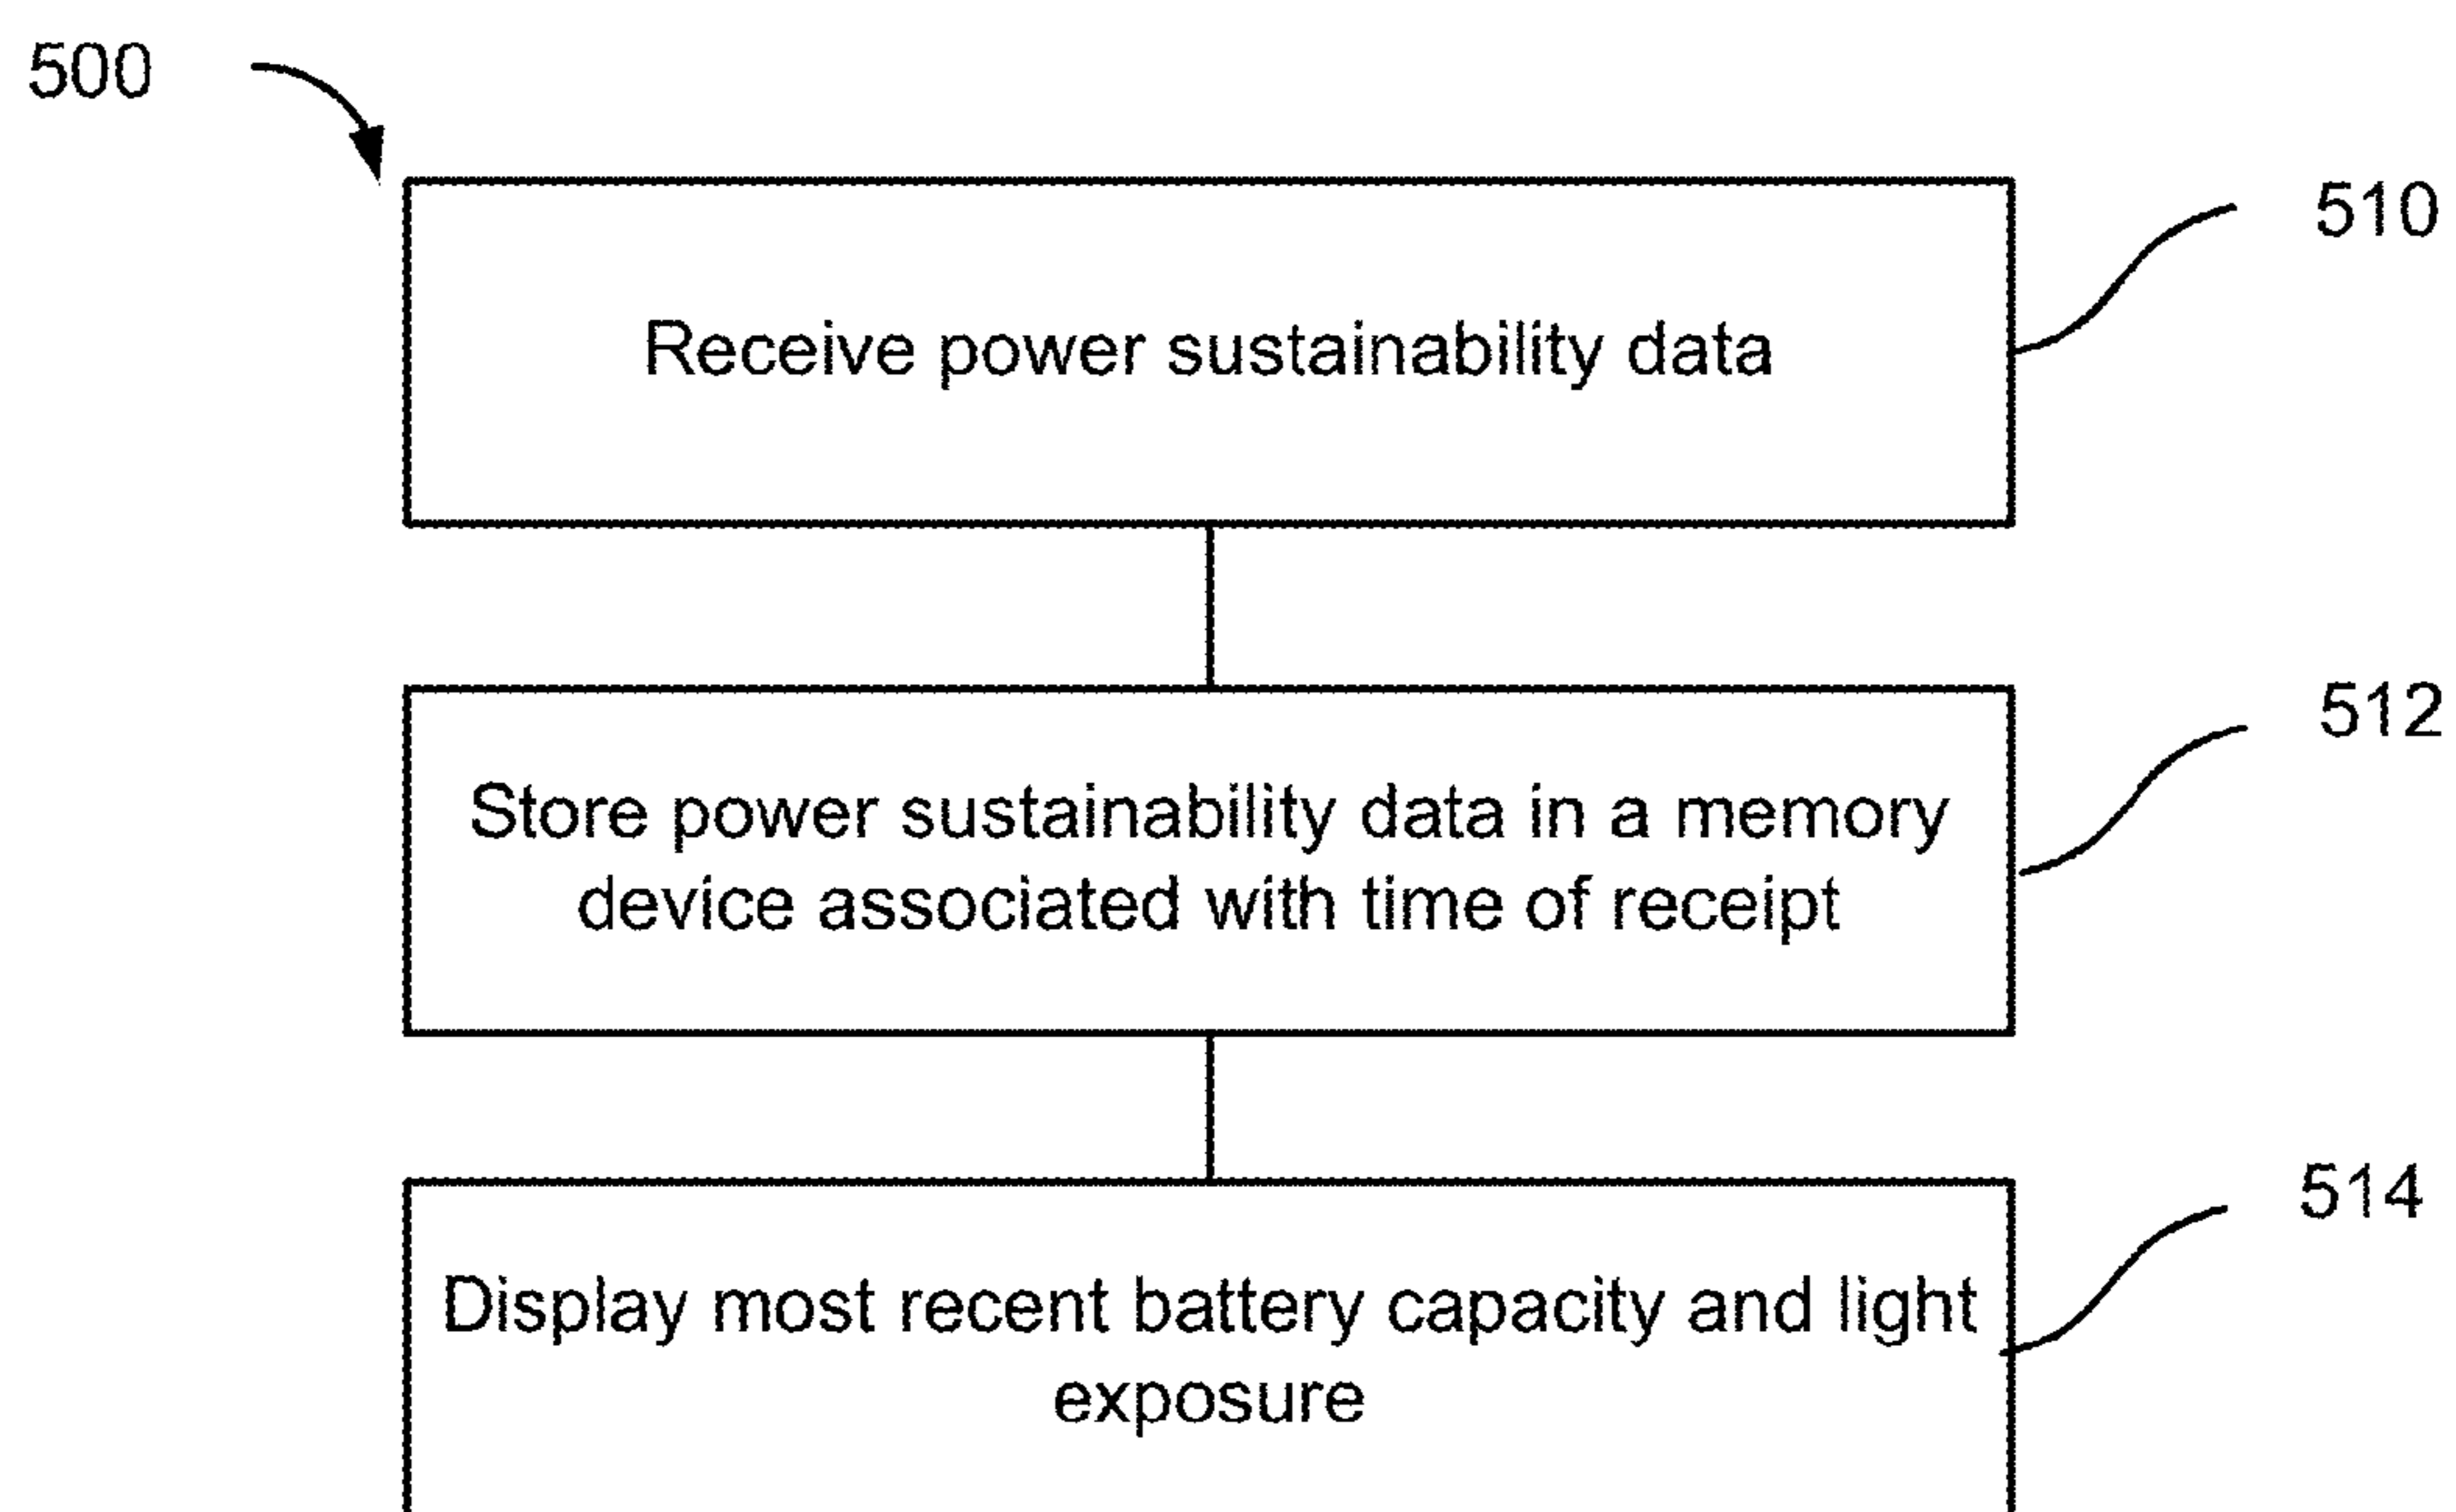 500
510
Receive power sustainability data
512
Store power sustainability data in a memory
device associated with time of receipt
514
Display most recent battery capacity and light
exposure